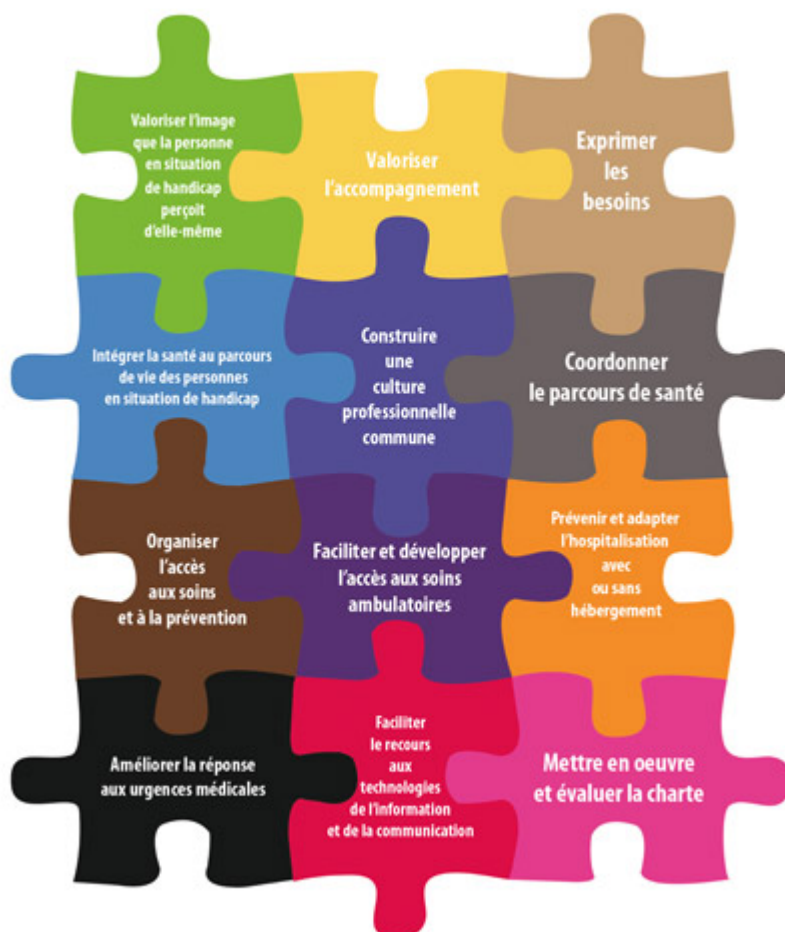 Valoriser l'image
que la personne
en situation
de handicap
perçoit
d'elle-même
Valoriser
l'accompagnement
Exprimer
les
besoins
Intégrer la santé au parcours
de vie des personnes
en situation de handicap
Construire
une
culture
professionnelle
commune
Coordonner
le parcours de santé
Organiser
l'accès
aux soins
et à la prévention
Faciliter et développer
l'accès aux soins
ambulatoires
Prévenir et adapter
l'hospitalisation
avec
ou sans
hébergement
Améliorer la réponse
aux urgences médicales
Faciliter
le recours
aux
technologies
de l'information
et de la communication
Mettre en oeuvre
et évaluer la charte